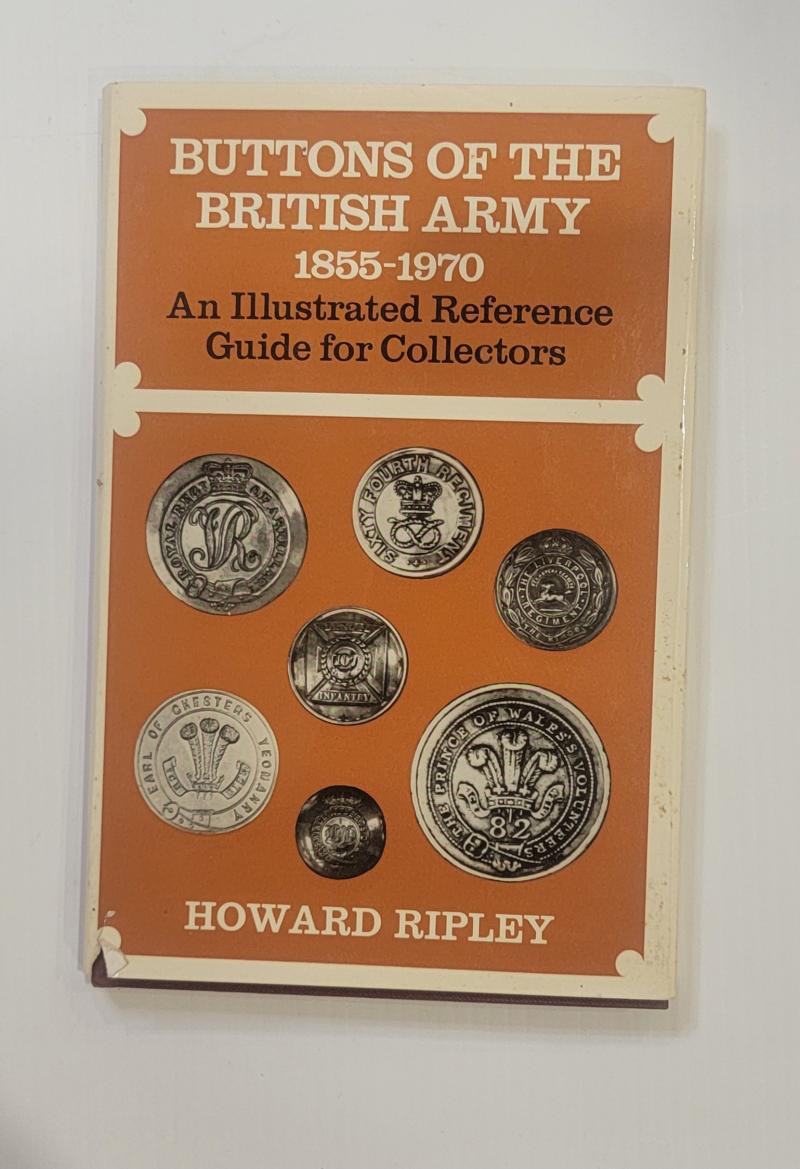 BUTTONS OF THE
BRITISH ARMY
1855-1970
An Illustrated Reference
Guide for Collectors
ROYAL REGT OF ARTILLERY
VR
SIXTY FOURTH REGIMENT
THE LIVERPOOL
REGIMENT
INFANTRY
EARL OF CHESTERS YEOMANRY
THE PRINCE OF WALES'S VOLUNTEERS
82
HOWARD RIPLEY